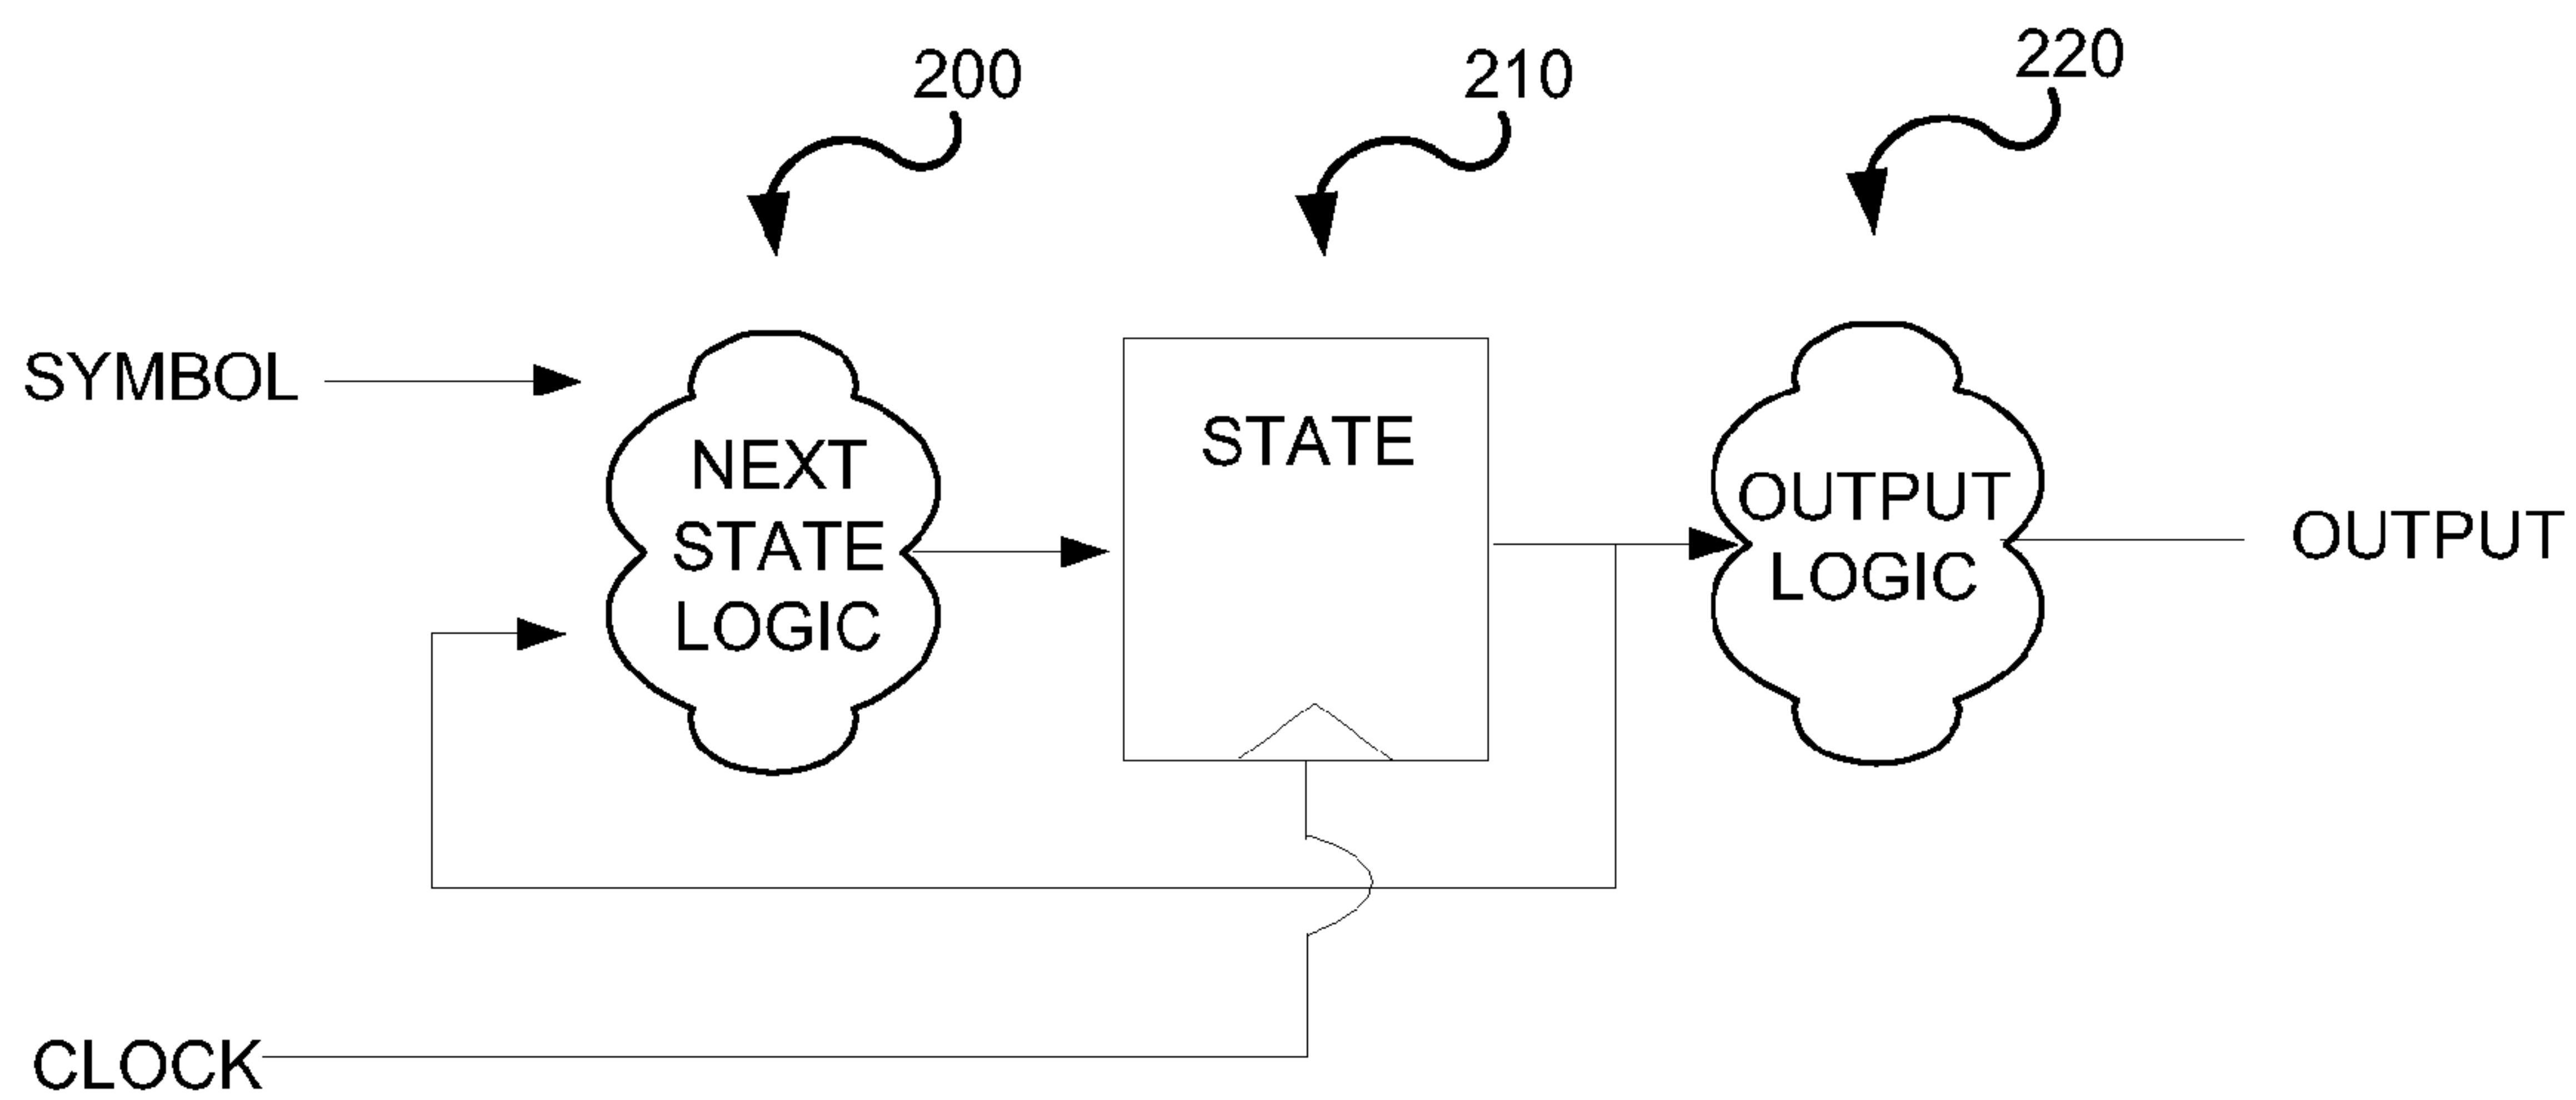 200
210
220
SYMBOL
NEXT
STATE
LOGIC
STATE
OUTPUT
LOGIC
OUTPUT
CLOCK